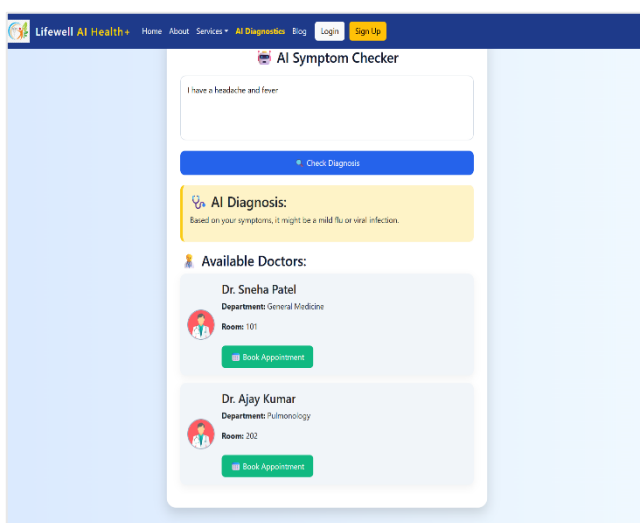 Lifewell AI Health+ Home About Services AI Diagnostics Blog Login Sign Up
AI Symptom Checker
I have a headache and fever
Check Diagnosis
AI Diagnosis:
Based on your symptoms, it might be a mild flu or viral infection.
Available Doctors:
Dr. Sneha Patel
Department: General Medicine
Room: 101
Book Appointment
Dr. Ajay Kumar
Department: Pulmonology
Room: 202
Book Appointment